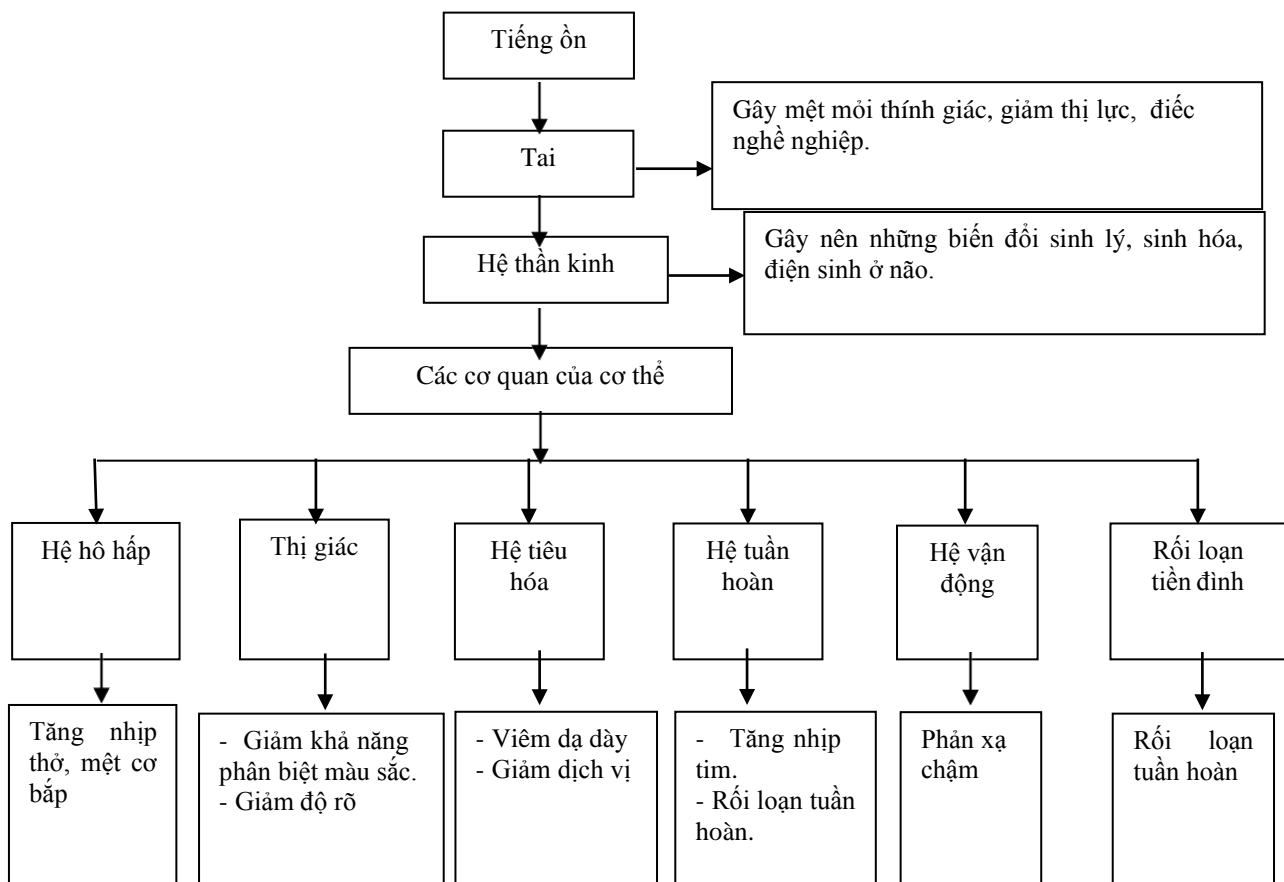 Tiếng ồn
Gây mệt mỏi thính giác, giảm thị lực, điếc
nghề nghiệp.
Tai
Gây nên những biến đổi sinh lý, sinh hóa,
điện sinh ở não.
Hệ thần kinh
Các cơ quan của cơ thể
Hệ hô hấp
Thị giác
Hệ tiêu
hóa
Hệ tuần
hoàn
Hệ vận
động
Rối loạn
tiền đình
Tăng nhịp
thở, mệt cơ
bắp
- Giảm khả năng
phân biệt màu sắc.
- Giảm độ rõ
- Viêm dạ dày
- Giảm dịch vị
- Tăng nhịp
tim.
- Rối loạn tuần
hoàn.
Phản xạ
chậm
Rối loạn
tuần hoàn